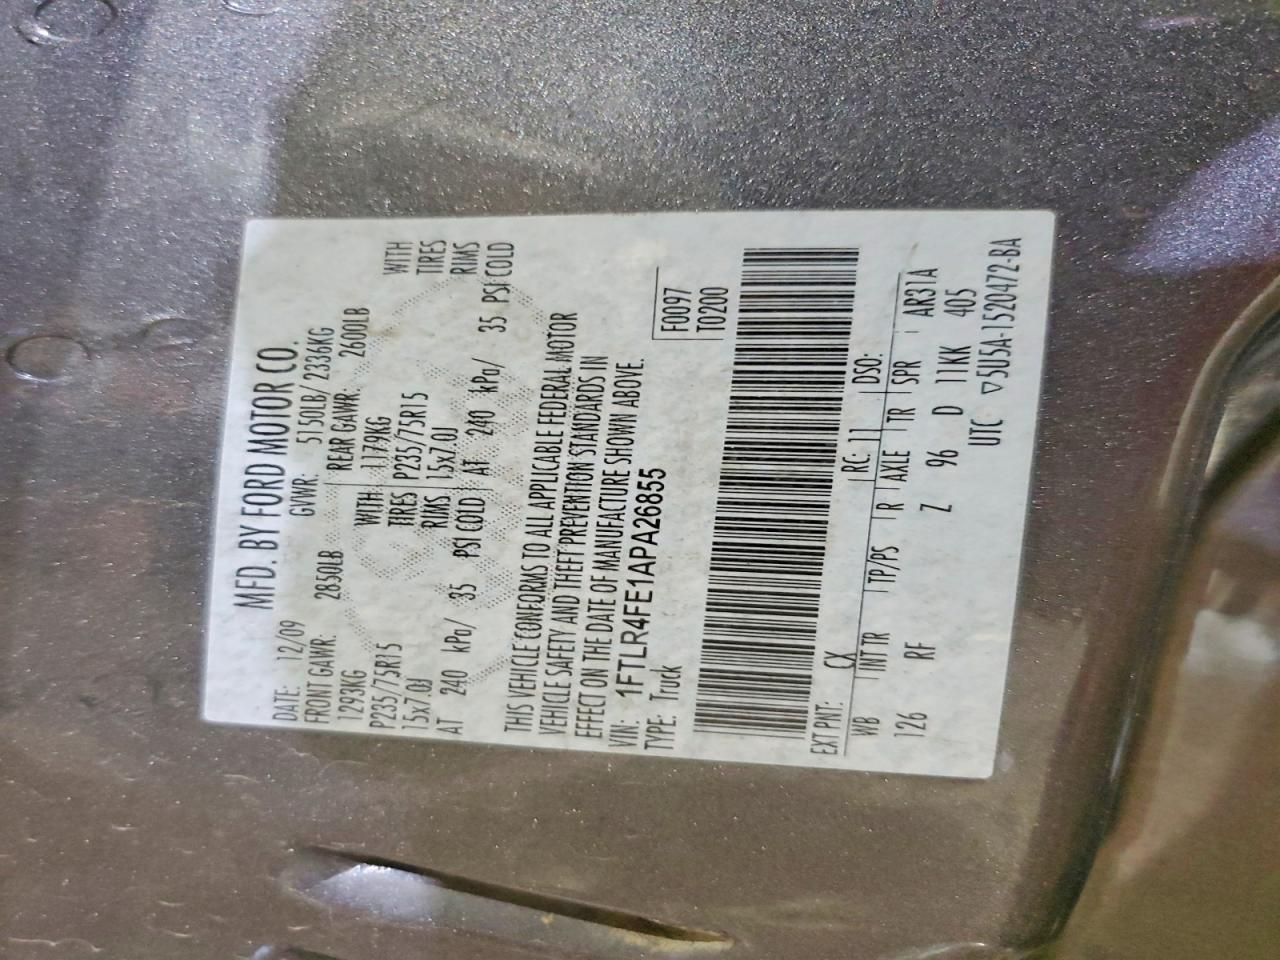 MFD. BY FORD MOTOR CO.
DATE: 12/09 GVWR: 5150LB/ 2336KG
FRONT GAWR: 2850LB REAR GAWR: 2600LB
1293KG WITH 1179KG WITH
P235/75R15 TIRES P235/75R15 TIRES
15x7.0J RIMS 15x7.0J RIMS
AT 240 kPa/ 35 PSI COLD AT 240 kPa/ 35 PSI COLD
THIS VEHICLE CONFORMS TO ALL APPLICABLE FEDERAL MOTOR
VEHICLE SAFETY AND THEFT PREVENTION STANDARDS IN
EFFECT ON THE DATE OF MANUFACTURE SHOWN ABOVE.
VIN: 1FTLR4FE1APA26855 F0097
TYPE: Truck T0200
EXT PNT: CX RC: 11 DSO:
WB INTR TP/PS R AXLE TR SPR AR31A
126 RF Z 96 D 11KK 405
UTC ▽5U5A-1520472-BA